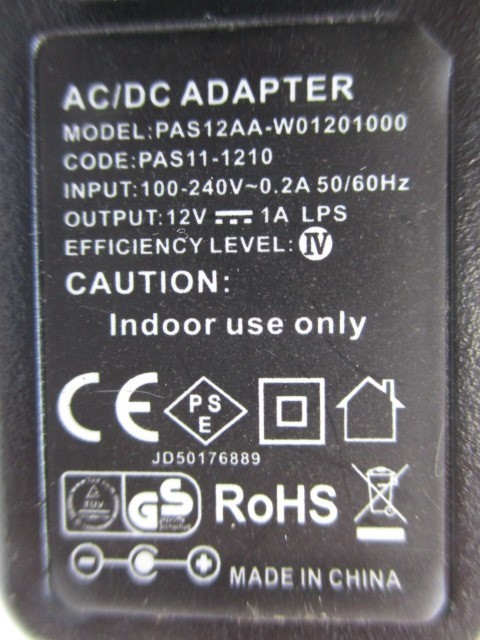 AC/DC ADAPTER
MODEL:PAS12AA-W01201000
CODE:PAS11-1210
INPUT:100-240V~0.2A 50/60Hz
OUTPUT:12V ⎓ 1A LPS
EFFICIENCY LEVEL: IV
CAUTION:
Indoor use only
CE PSE
JD50176889
TUV GS RoHS
MADE IN CHINA